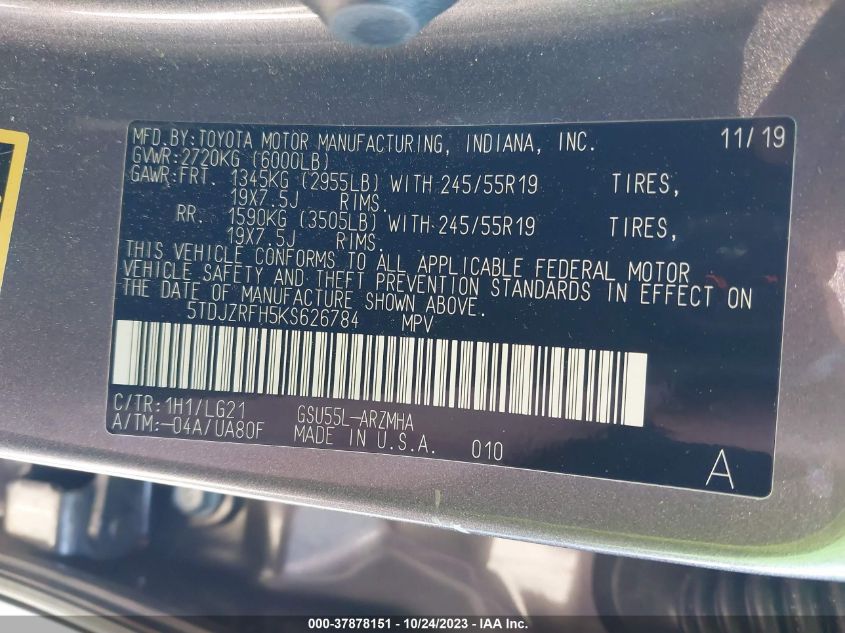 MFD.BY:TOYOTA MOTOR MANUFACTURING, INDIANA, INC. 11/19
GVWR:2720KG (6000LB)
GAWR:FRT. 1345KG (2955LB) WITH 245/55R19 TIRES,
19X7.5J RIMS.
RR. 1590KG (3505LB) WITH 245/55R19 TIRES,
19X7.5J RIMS.
THIS VEHICLE CONFORMS TO ALL APPLICABLE FEDERAL MOTOR
VEHICLE SAFETY AND THEFT PREVENTION STANDARDS IN EFFECT ON
THE DATE OF MANUFACTURE SHOWN ABOVE.
5TDJZRFH5KS626784 MPV
C/TR:1H1/LG21 GSU55L-ARZMHA
A/TM:-04A/UA80F MADE IN U.S.A. 010 A
000-37878151 - 10/24/2023 - IAA Inc.